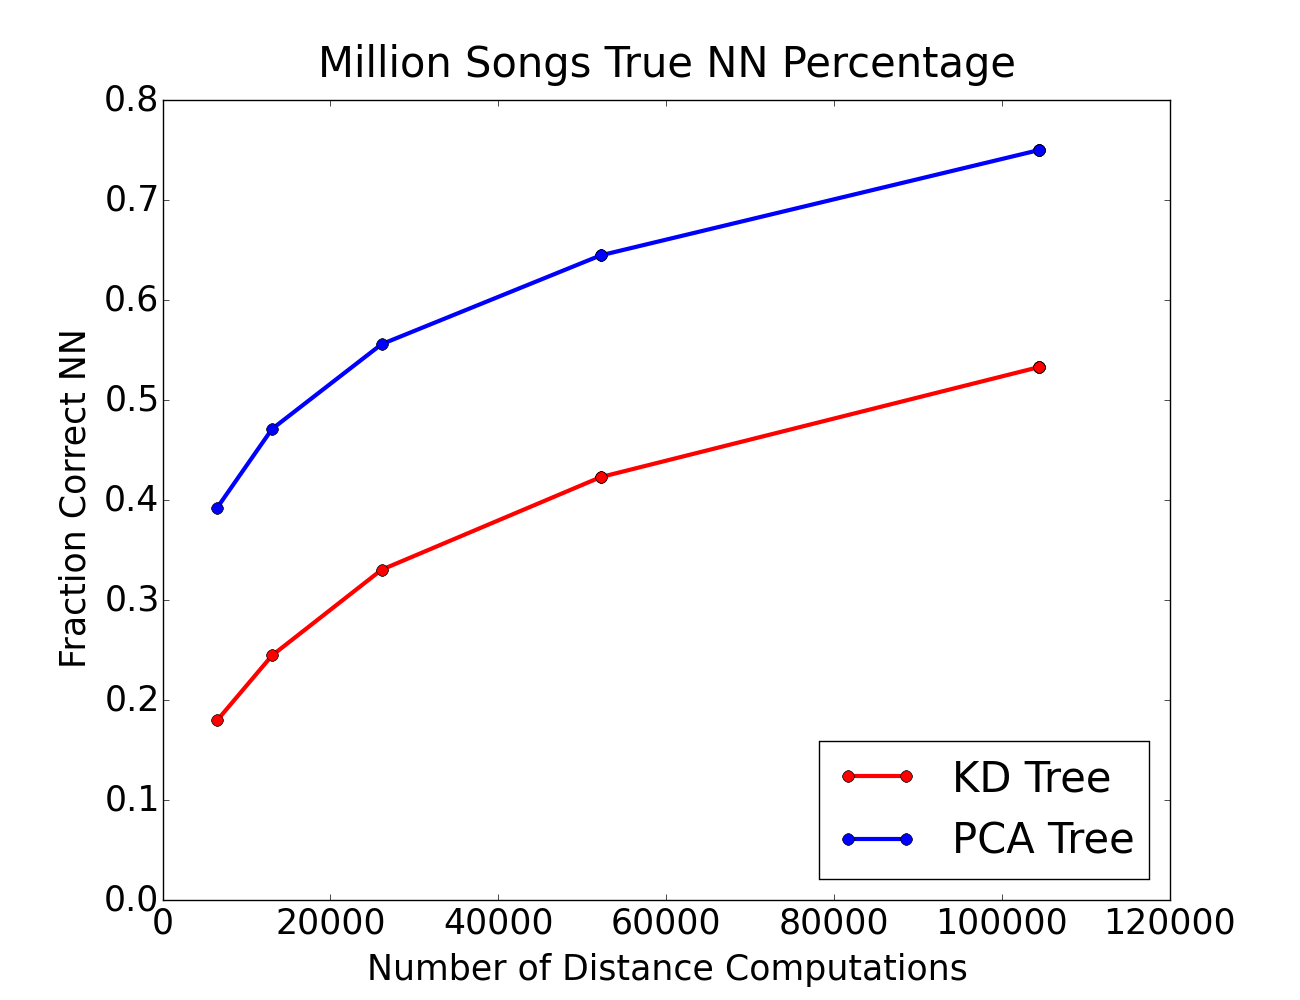 Million Songs True NN Percentage
0.8
0.7
0.6
0.5
0.4
0.3
0.2
0.1
0.0
Fraction Correct NN
KD Tree
PCA Tree
0 20000 40000 60000 80000 100000 120000
Number of Distance Computations